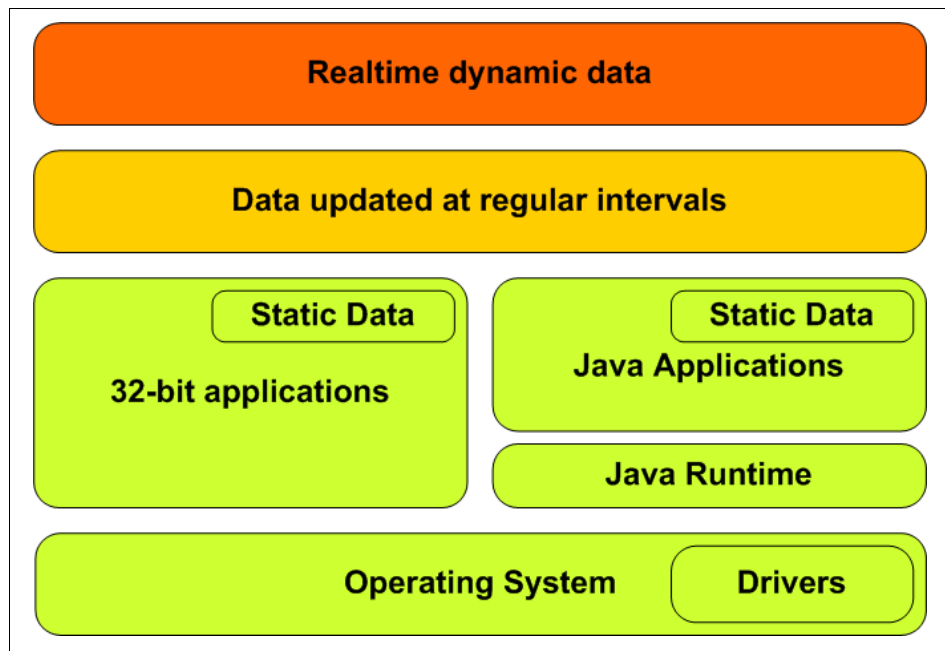 Realtime dynamic data
Data updated at regular intervals
Static Data
32-bit applications
Static Data
Java Applications
Java Runtime
Operating System
Drivers